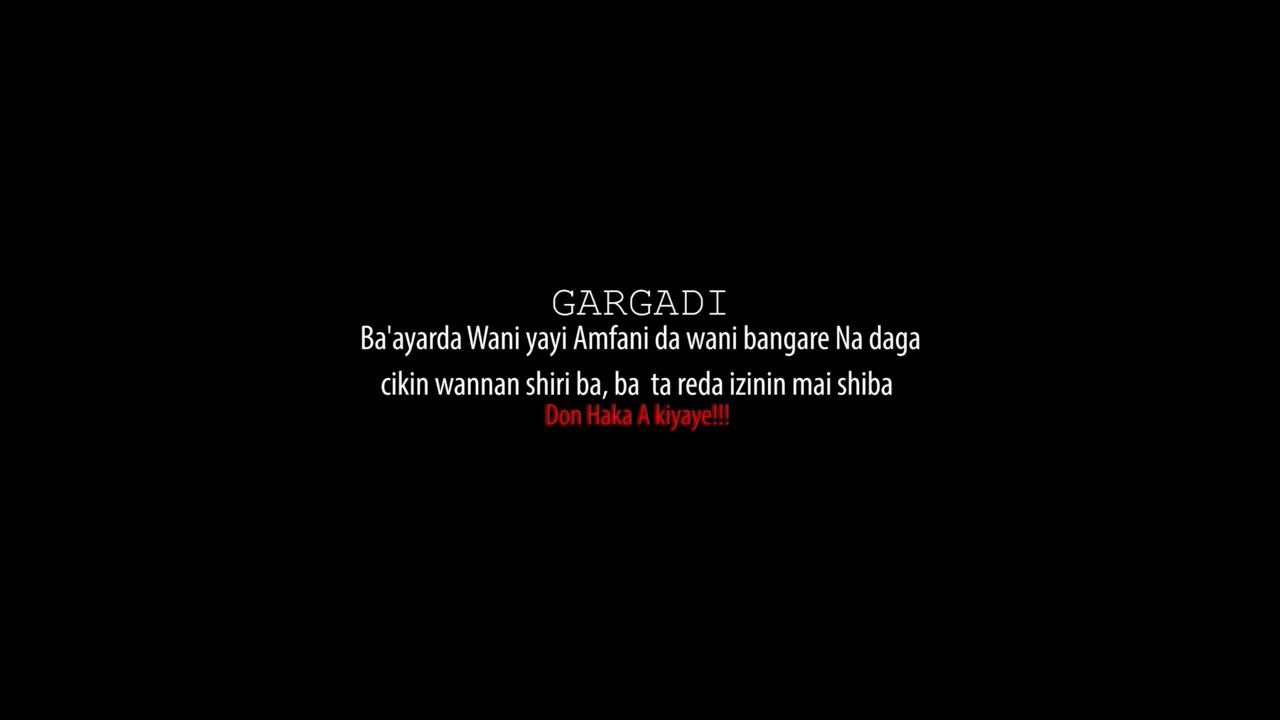 GARGADI
Ba'ayarda Wani yayi Amfani da wani bangare Na daga
cikin wannan shiri ba, ba ta reda izinin mai shiba
Don Haka A kiyaye!!!